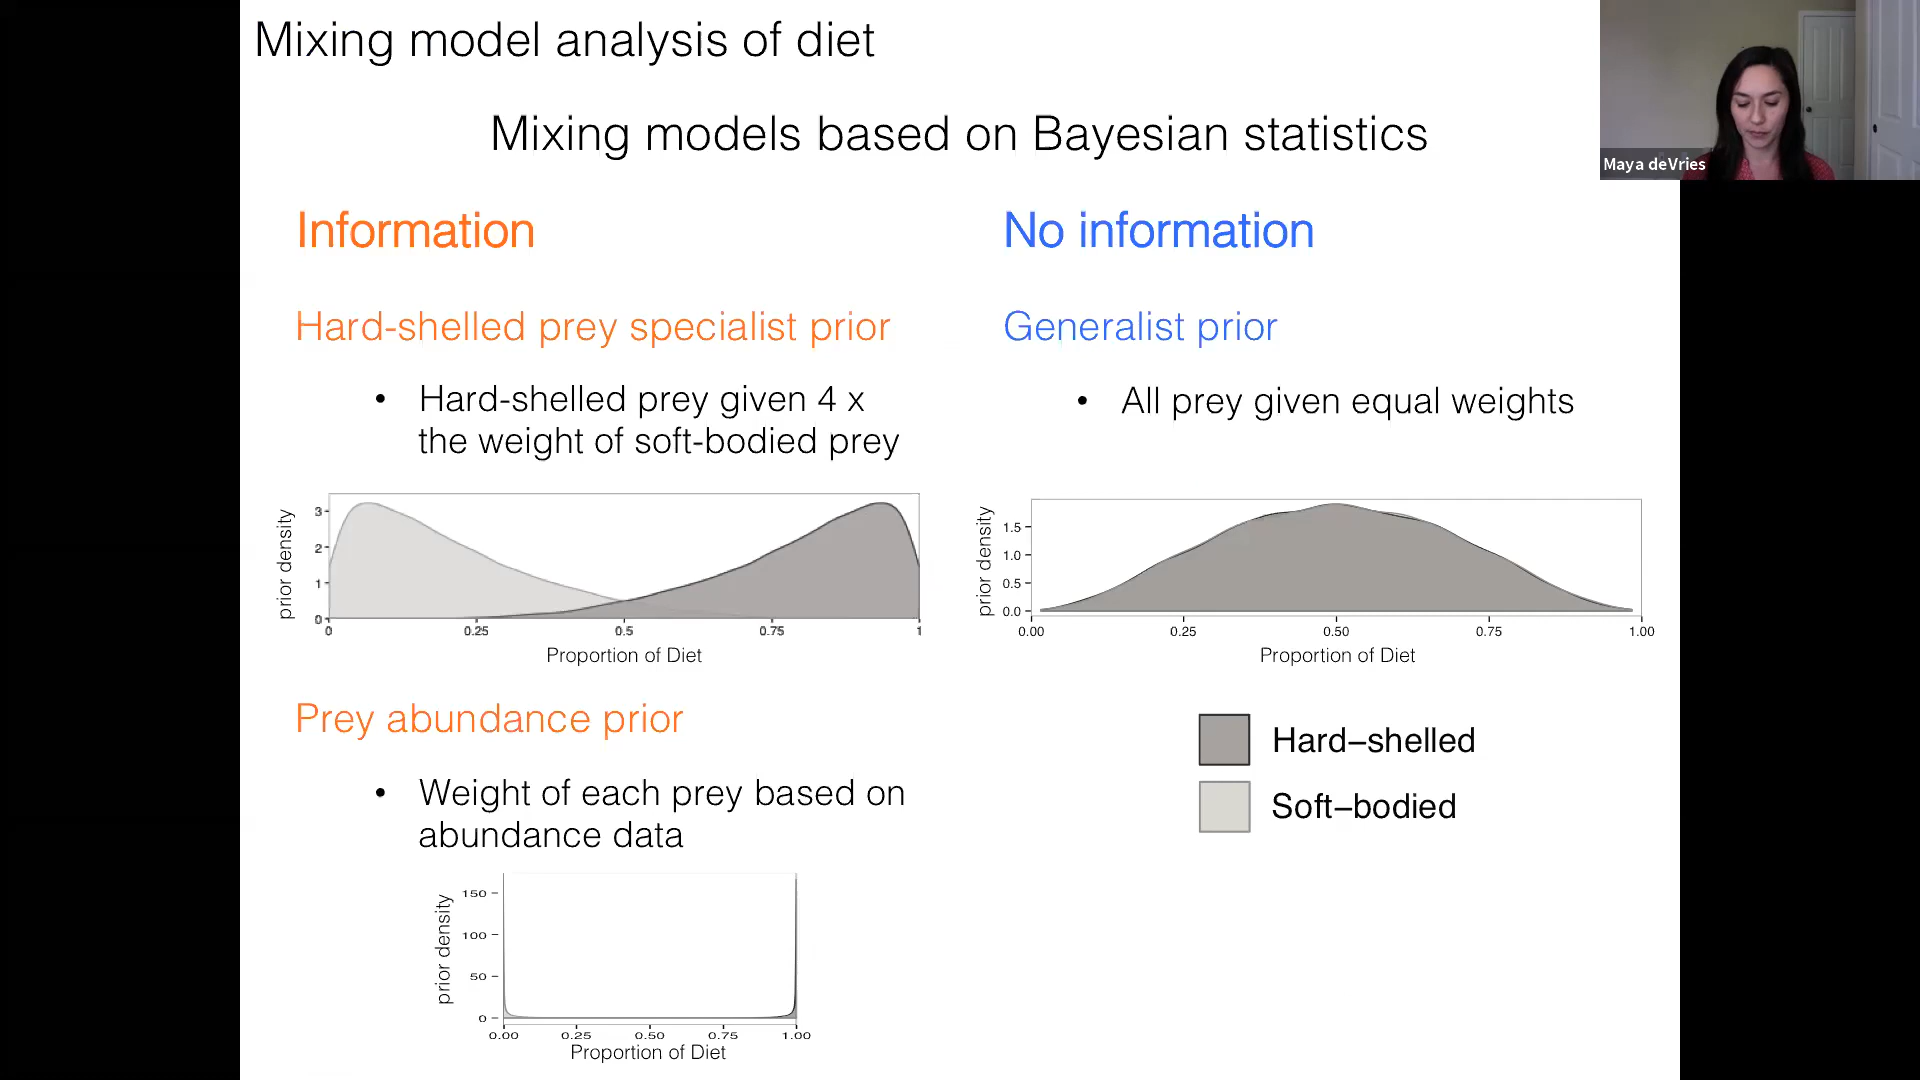 Mixing model analysis of diet
Maya deVries
Mixing models based on Bayesian statistics
Information
No information
Hard-shelled prey specialist prior
Generalist prior
• Hard-shelled prey given 4 x
the weight of soft-bodied prey
• All prey given equal weights
prior density
3
2
1
0
0 0.25 0.5 0.75 1
Proportion of Diet
prior density
1.5
1.0
0.5
0.0
0.00 0.25 0.50 0.75 1.00
Proportion of Diet
Prey abundance prior
• Weight of each prey based on
abundance data
Hard–shelled
Soft–bodied
prior density
150
100
50
0
0.00 0.25 0.50 0.75 1.00
Proportion of Diet